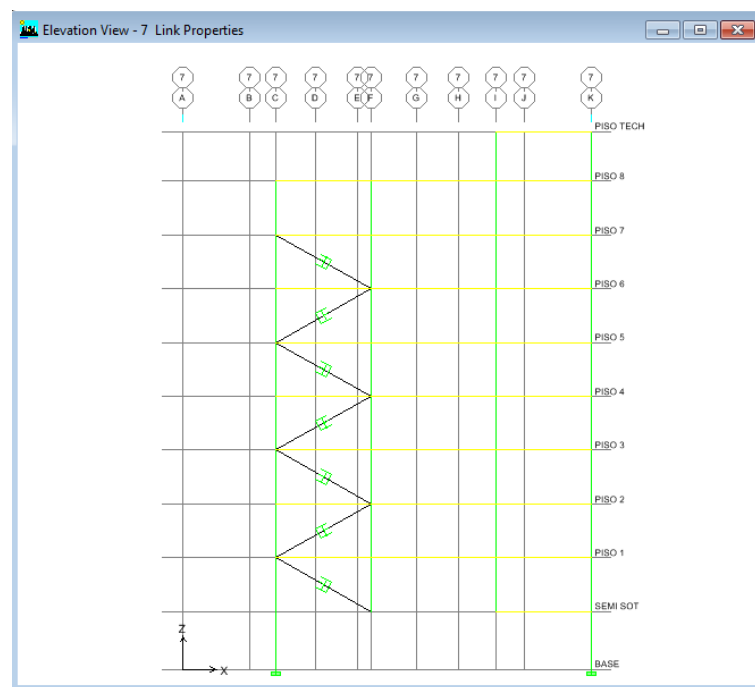 Elevation View - 7 Link Properties
7 7 7 7 7 7 7 7 7 7 7
A B C D E F G H I J K
PISO TECH
PISO 8
PISO 7
PISO 6
PISO 5
PISO 4
PISO 3
PISO 2
PISO 1
SEMI SOT
Z
X
BASE